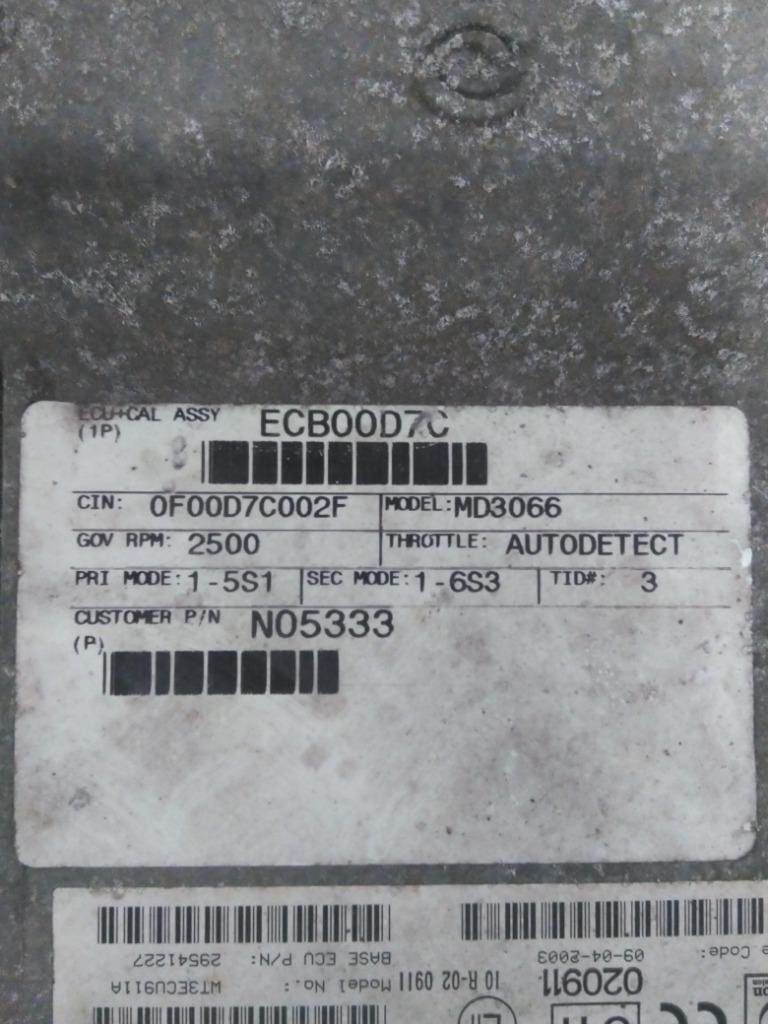 ECU+CAL ASSY ECB00D7C
(1P)
CIN: 0F00D7C002F MODEL: MD3066
GOV RPM: 2500 THROTTLE: AUTODETECT
PRI MODE: 1-5S1 SEC MODE: 1-6S3 TID#: 3
CUSTOMER P/N N05333
(P)
BASE ECU P/N: 29541227
09-04-2003
Model No.: WT3ECU911A
10 R-02 0911
020911